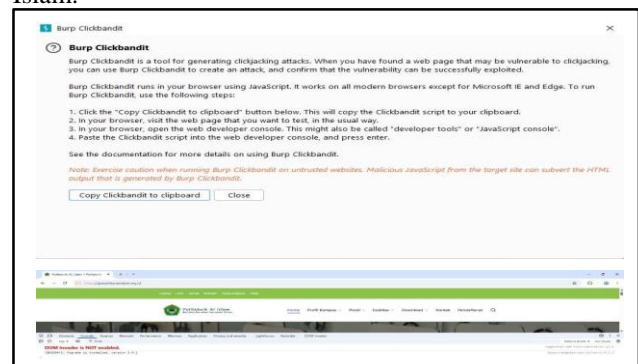 Islam.
Burp Clickbandit
Burp Clickbandit
Burp Clickbandit is a tool for generating clickjacking attacks. When you have found a web page that may be vulnerable to clickjacking,
you can use Burp Clickbandit to create an attack, and confirm that the vulnerability can be successfully exploited.
Burp Clickbandit runs in your browser using JavaScript. It works on all modern browsers except for Microsoft IE and Edge. To run
Burp Clickbandit, use the following steps:
1. Click the "Copy Clickbandit to clipboard" button below. This will copy the Clickbandit script to your clipboard.
2. In your browser, visit the web page that you want to test, in the usual way.
3. In your browser, open the web developer console. This might also be called "developer tools" or "JavaScript console".
4. Paste the Clickbandit script into the web developer console, and press enter.
See the documentation for more details on using Burp Clickbandit.
Note: Exercise caution when running Burp Clickbandit on untrusted websites. Malicious JavaScript from the target site can subvert the HTML
output that is generated by Burp Clickbandit.
Copy Clickbandit to clipboard Close
Home Profil Kampus Prodi Fasilitas Download Kontak Pendaftaran
DOM Invader is NOT enabled.